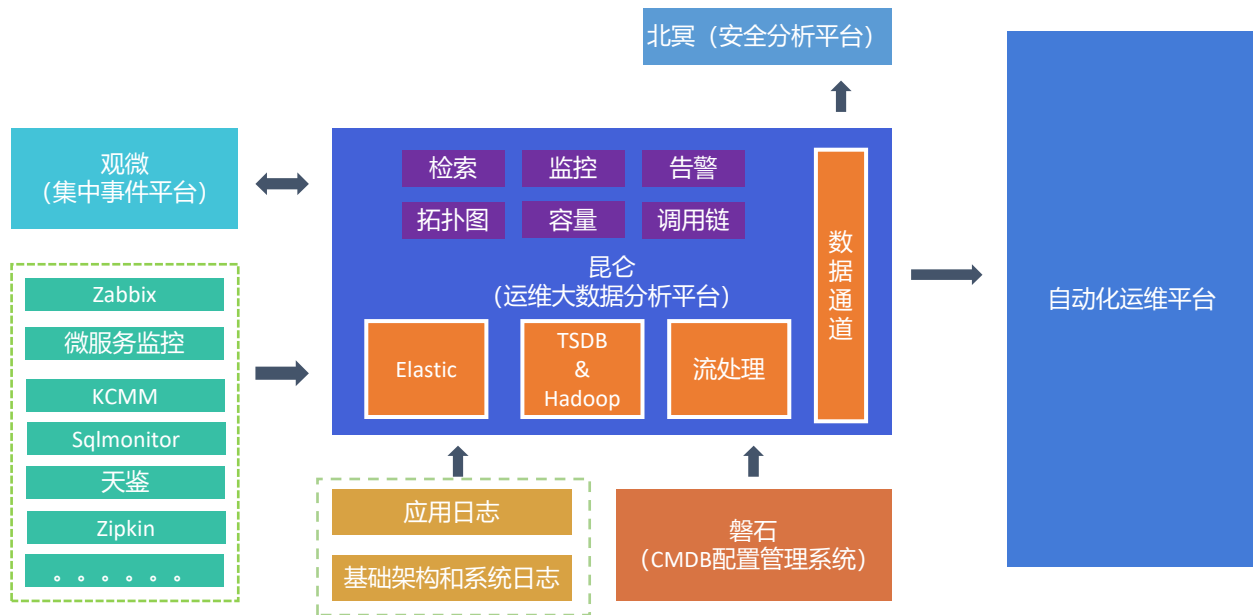 北冥（安全分析平台）
观微
（集中事件平台）
检索
监控
告警
拓扑图
容量
调用链
昆仑
（运维大数据分析平台）
数
据
通
道
自动化运维平台
Zabbix
微服务监控
KCMM
Sqlmonitor
天鉴
Zipkin
。。。。。。
Elastic
TSDB
&
Hadoop
流处理
应用日志
基础架构和系统日志
磐石
（CMDB配置管理系统）